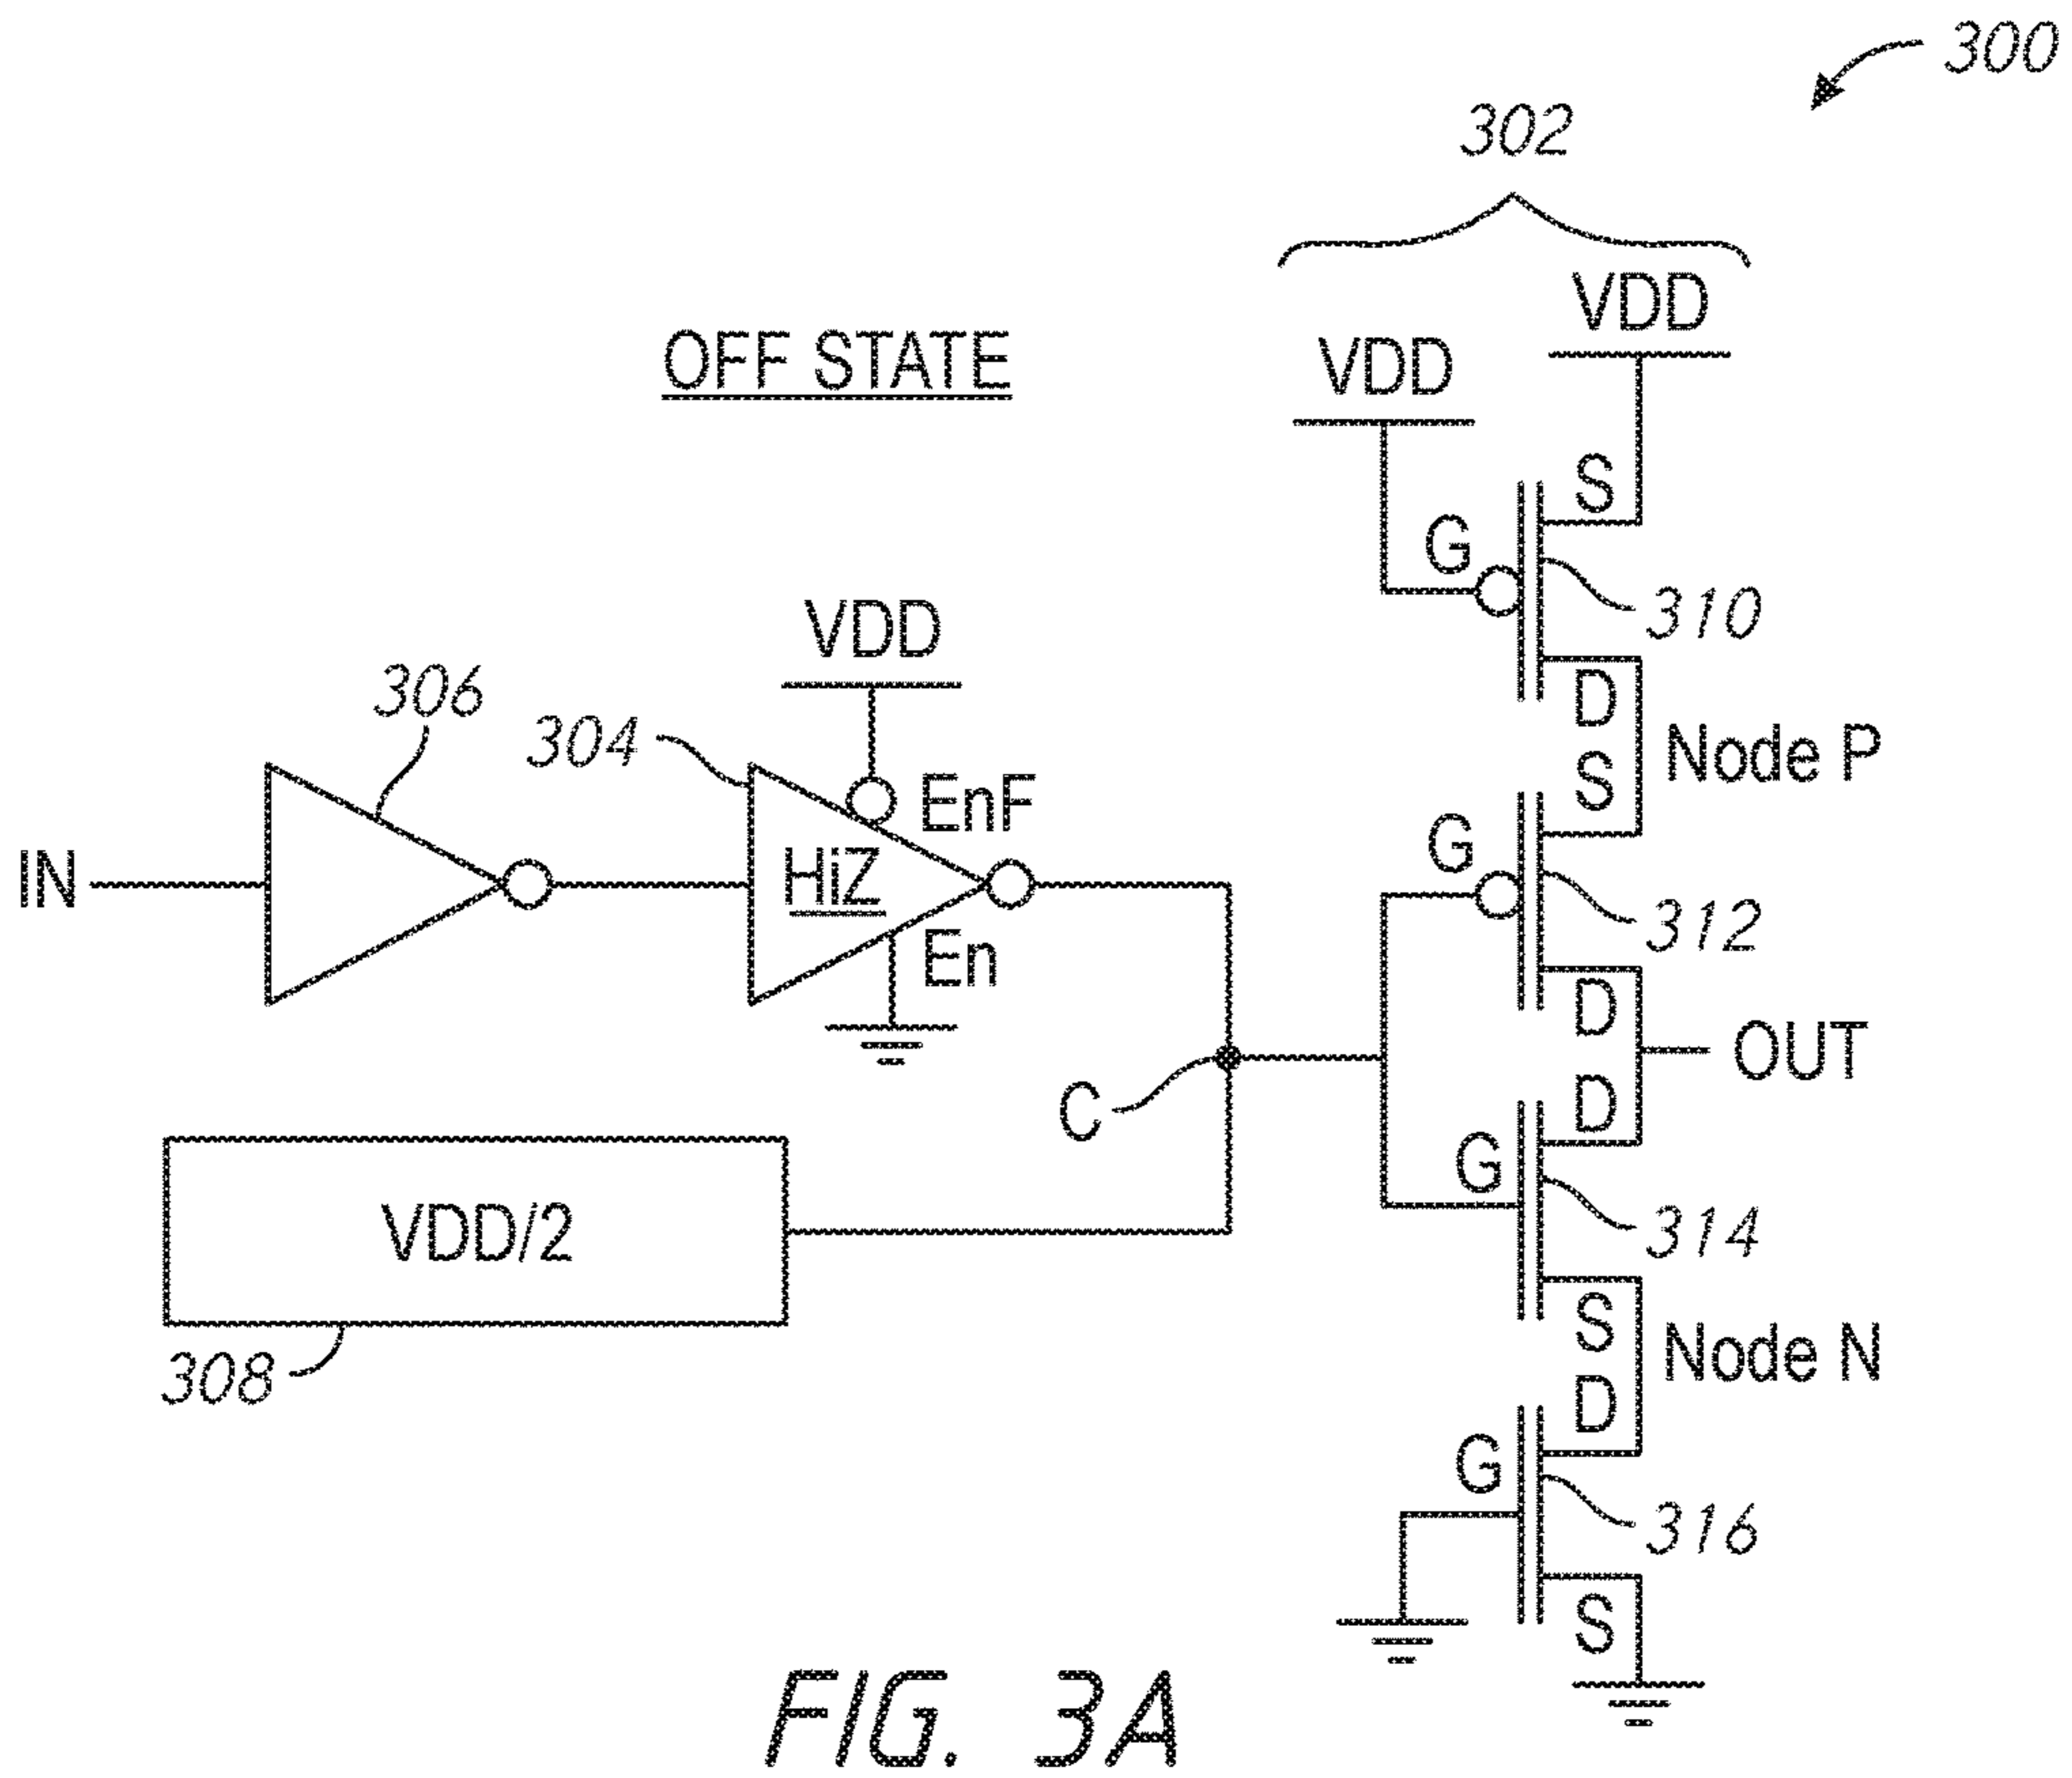 300
302
VDD
OFF STATE
VDD
S
G
310
VDD
D
306
304
Node P
S
EnF
G
IN
HiZ
312
En
D
OUT
C
D
G
VDD/2
314
S
Node N
308
D
G
316
S
FIG. 3A